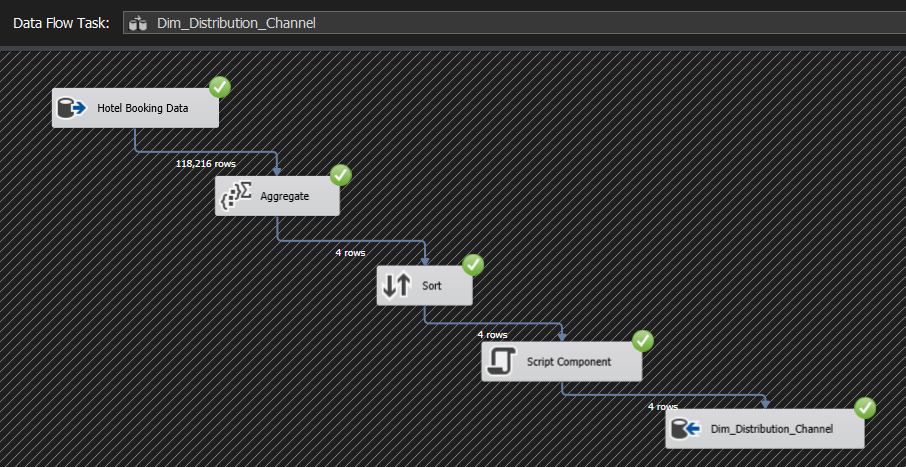 Data Flow Task: Dim_Distribution_Channel
Hotel Booking Data
118,216 rows
Aggregate
4 rows
Sort
4 rows
Script Component
4 rows
Dim_Distribution_Channel